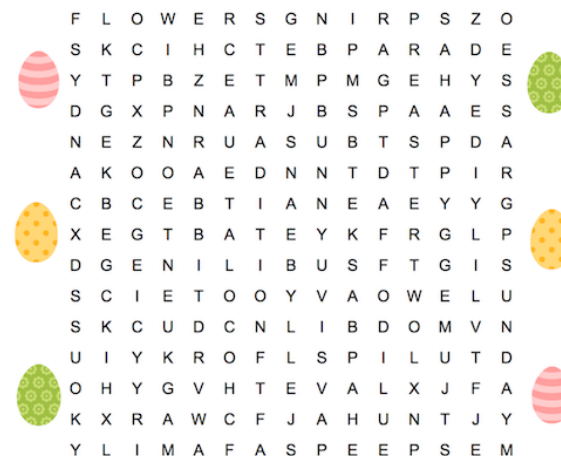 F L O W E R S G N I R P S Z O
S K C I H C T E B P A R A D E
Y T P B Z E T M P M G E H Y S
D G X P N A R J B S P A A E S
N E Z N R U A S U B T S P D A
A K O O A E D N N T D T P I R
C B C E B T I A N E A E Y Y G
X E G T B A T E Y K F R G L P
D G E N I L I B U S F T G I S
S C I E T O O Y V A O W E L U
S K C U D C N L I B D O M V N
U I Y K R O F L S P I L U T D
O H Y G V H T E V A L X J F A
K X R A W C F J A H U N T J Y
Y L I M A F A S P E E P S E M